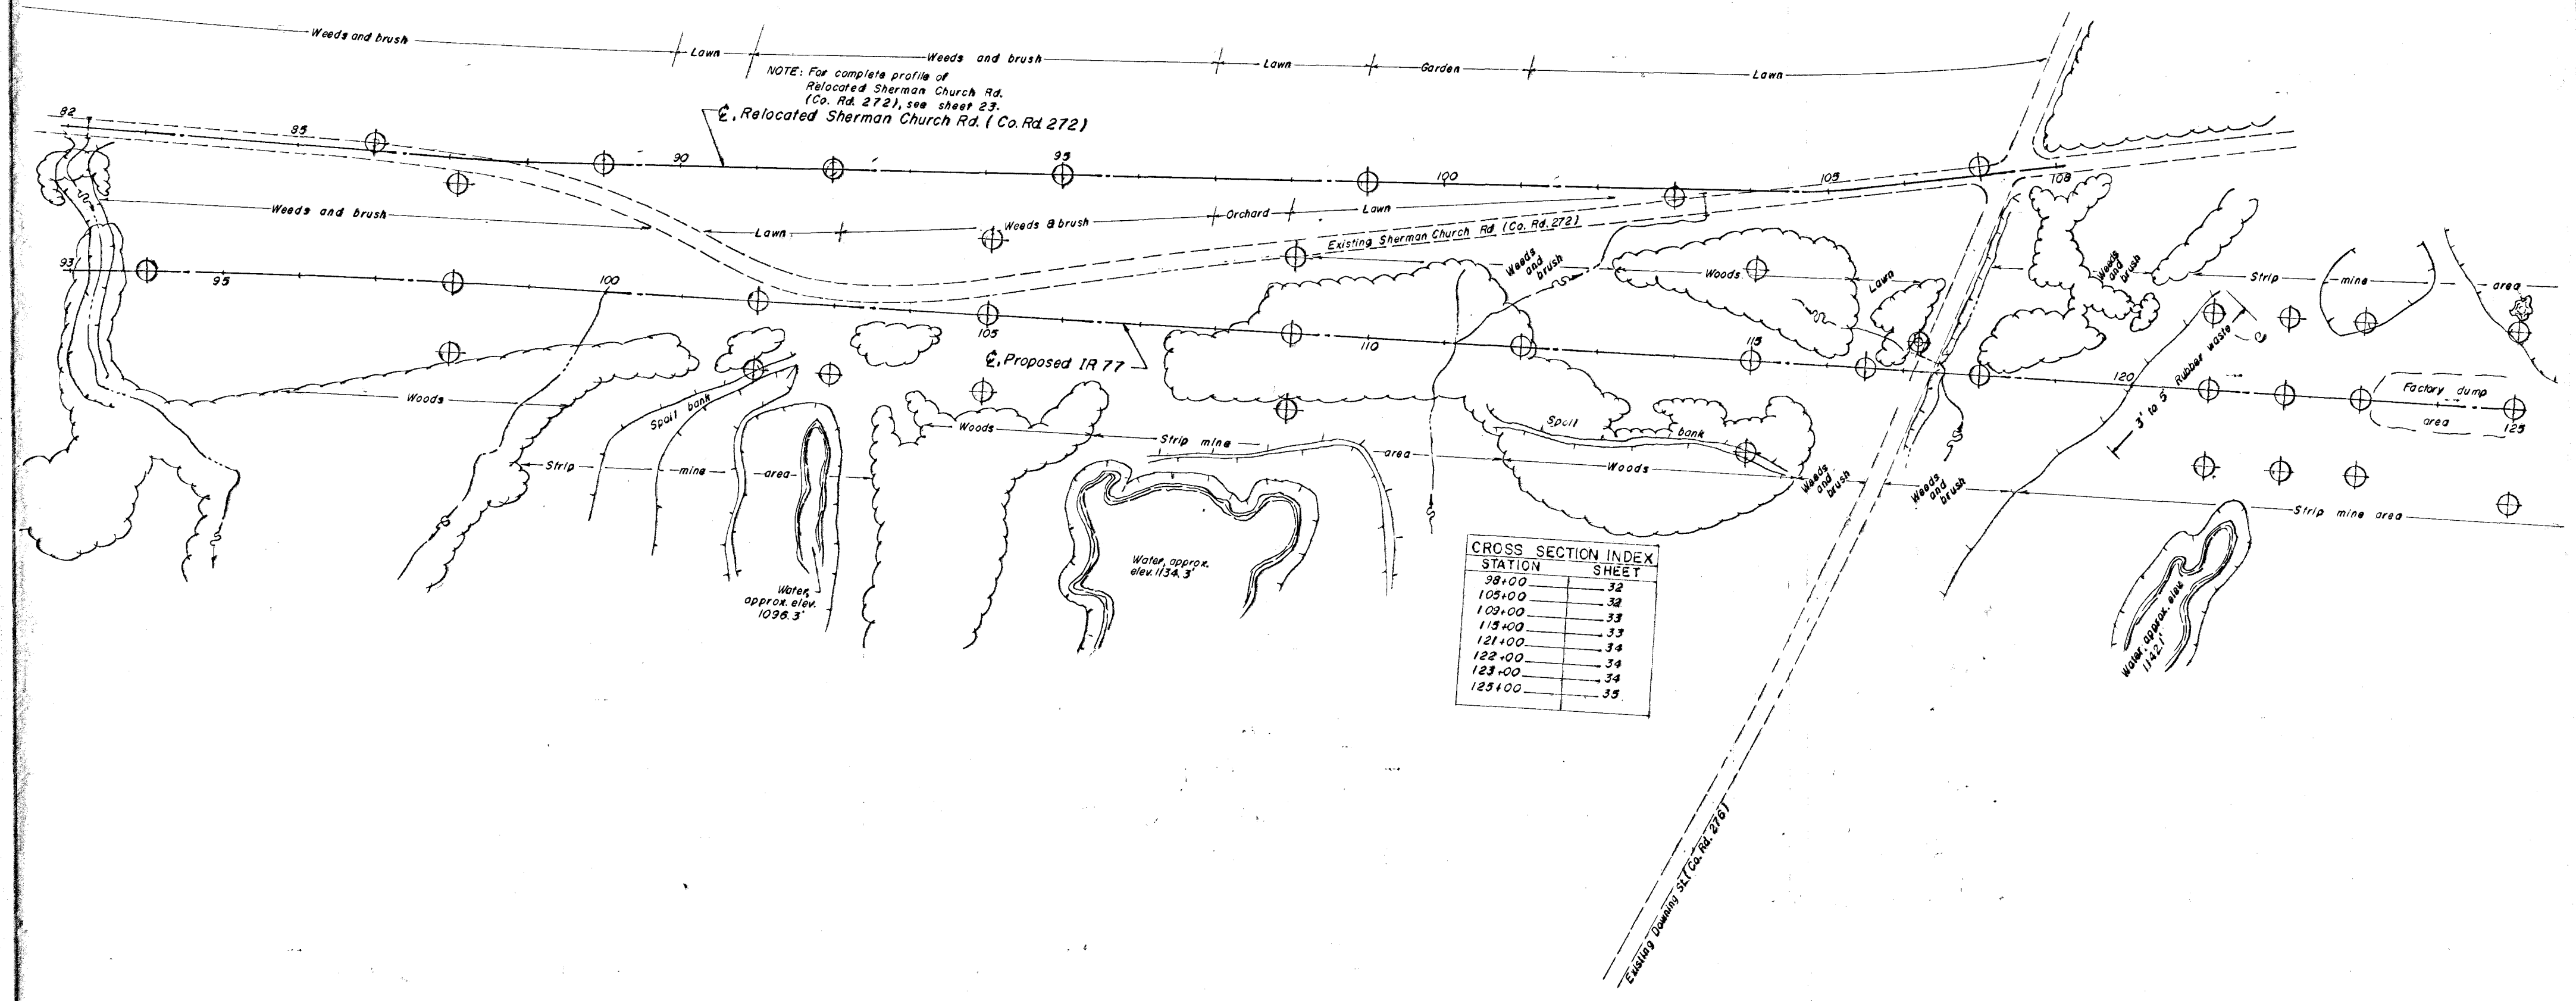 Weeds and brush
Lawn
Weeds and brush
Lawn
Garden
Lawn
NOTE: For complete profile of
Relocated Sherman Church Rd.
(Co. Rd. 272), see sheet 23.
℄, Relocated Sherman Church Rd. (Co. Rd. 272)
82
85
90
95
100
105
108
Weeds and brush
Lawn
Weeds & brush
Orchard
Lawn
Existing Sherman Church Rd (Co. Rd. 272)
Weeds
and
brush
Woods
Lawn
Weeds
and
brush
Strip
mine
area
93
95
100
105
℄, Proposed IR 77
110
115
120
125
3' to 5' Rubber waste
Factory dump
area
Woods
Spoil bank
Strip
mine
area
Woods
Strip mine
area
Spoil
bank
Woods
Weeds
and
brush
Weeds
and
brush
Strip mine area
Water,
approx. elev.
1096.3'
Water, approx.
elev. 1134.3'
Water, approx. elev.
1142.1'
CROSS SECTION INDEX
STATION SHEET
98+00 32
105+00 32
109+00 33
115+00 33
121+00 34
122+00 34
123+00 34
125+00 35
Existing Downing St. (Co. Rd. 276)